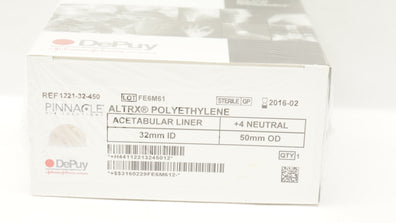 DePuy
REF 1221-32-450
LOT FE6M61
STERILE GP
2016-02
PINNACLE
ALTRX® POLYETHYLENE
ACETABULAR LINER
+4 NEUTRAL
32mm ID
50mm OD
QTY 1
DePuy